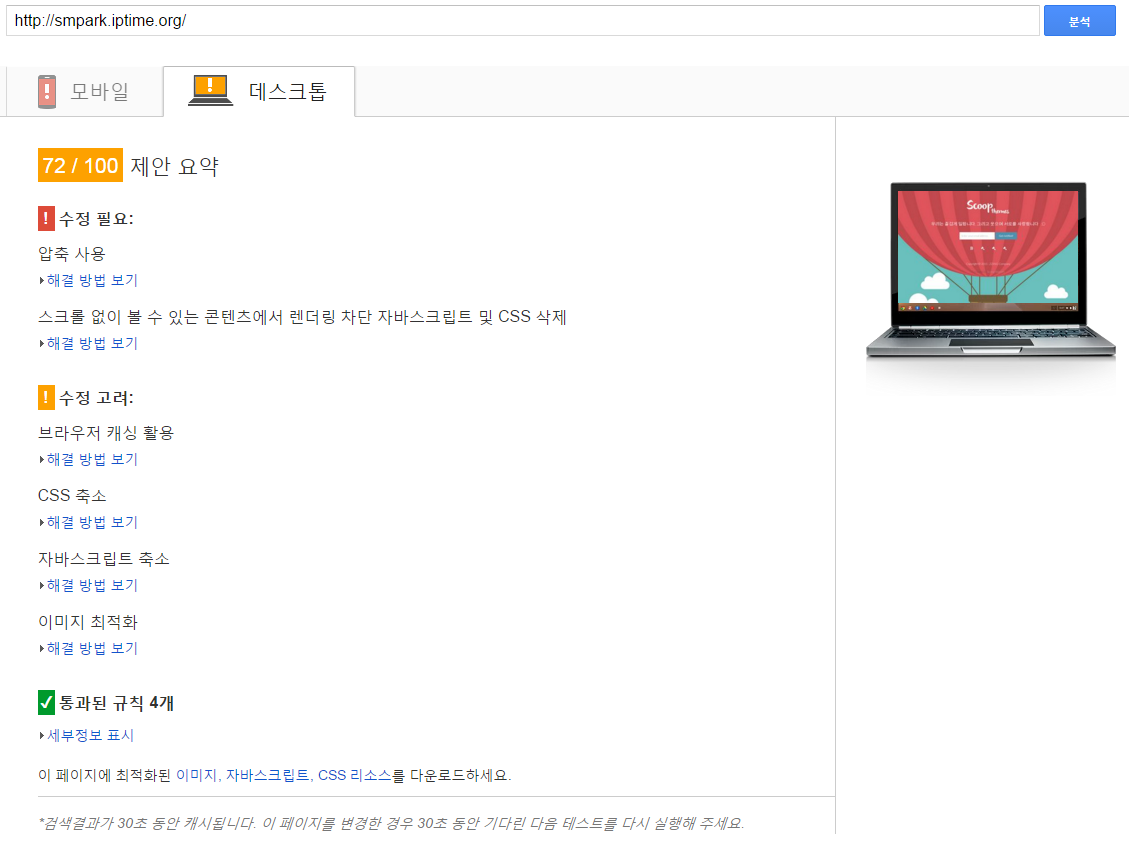 http://smpark.iptime.org/
분석
모바일
데스크톱
72 / 100 제안 요약
! 수정 필요:
압축 사용
해결 방법 보기
스크롤 없이 볼 수 있는 콘텐츠에서 렌더링 차단 자바스크립트 및 CSS 삭제
해결 방법 보기
! 수정 고려:
브라우저 캐싱 활용
해결 방법 보기
CSS 축소
해결 방법 보기
자바스크립트 축소
해결 방법 보기
이미지 최적화
해결 방법 보기
통과된 규칙 4개
세부정보 표시
이 페이지에 최적화된 이미지, 자바스크립트, CSS 리소스를 다운로드하세요.
*검색결과가 30초 동안 캐시됩니다. 이 페이지를 변경한 경우 30초 동안 기다린 다음 테스트를 다시 실행해 주세요.
Scoop